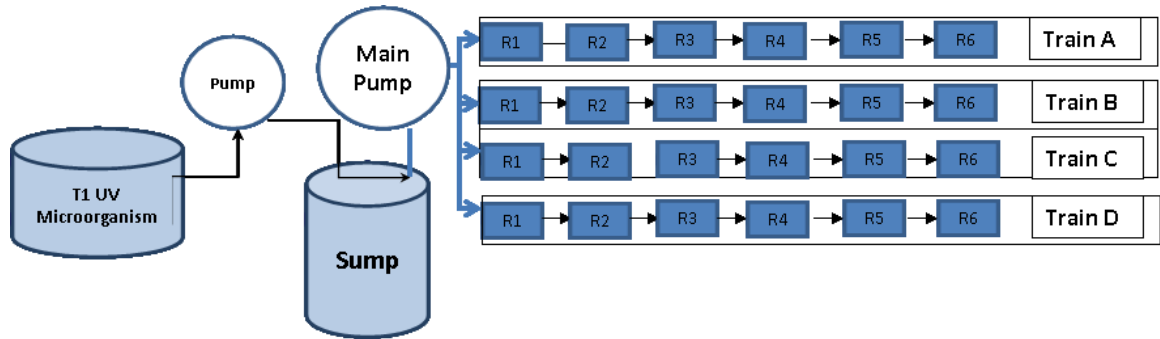 T1 UV
Microorganism
Pump
Sump
Main
Pump
R1 R2 R3 R4 R5 R6 Train A
R1 R2 R3 R4 R5 R6 Train B
R1 R2 R3 R4 R5 R6 Train C
R1 R2 R3 R4 R5 R6 Train D